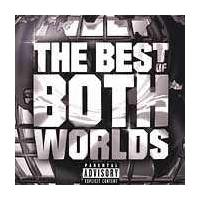 THE BEST OF
BOTH
WORLDS
PARENTAL
ADVISORY
EXPLICIT CONTENT